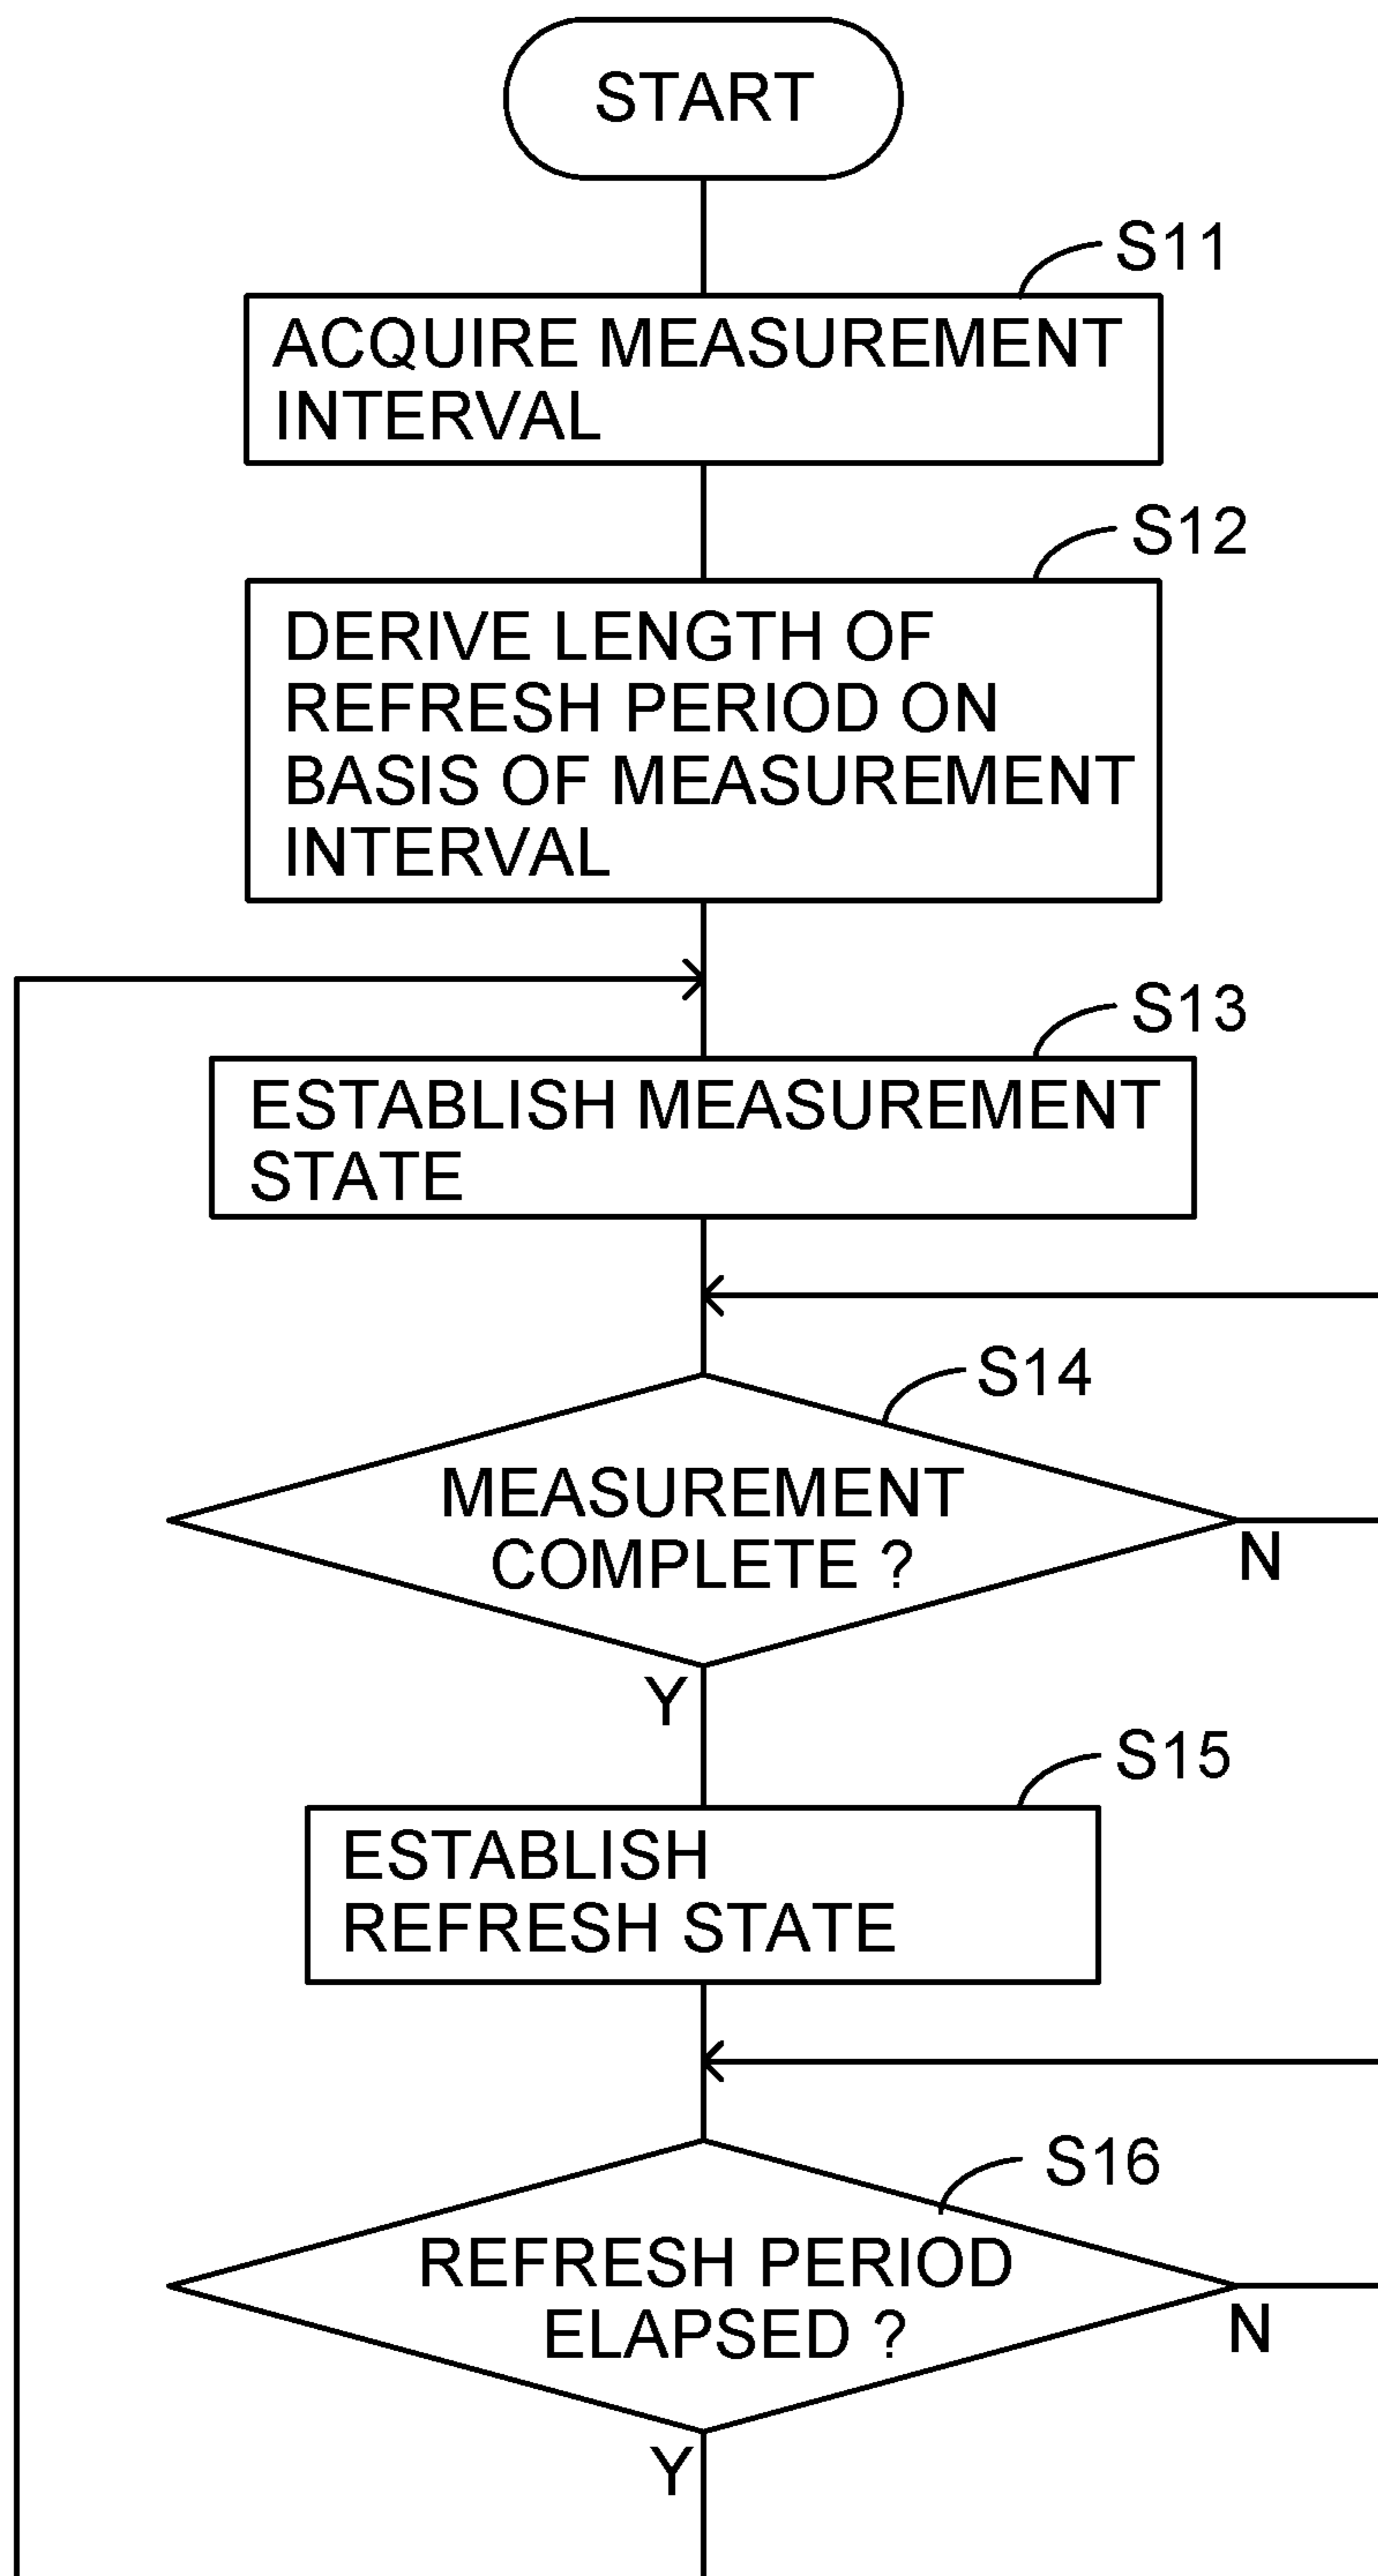 START
S11
ACQUIRE MEASUREMENT
INTERVAL
S12
DERIVE LENGTH OF
REFRESH PERIOD ON
BASIS OF MEASUREMENT
INTERVAL
S13
ESTABLISH MEASUREMENT
STATE
S14
MEASUREMENT
COMPLETE ?
N
Y
S15
ESTABLISH
REFRESH STATE
S16
REFRESH PERIOD
ELAPSED ?
N
Y